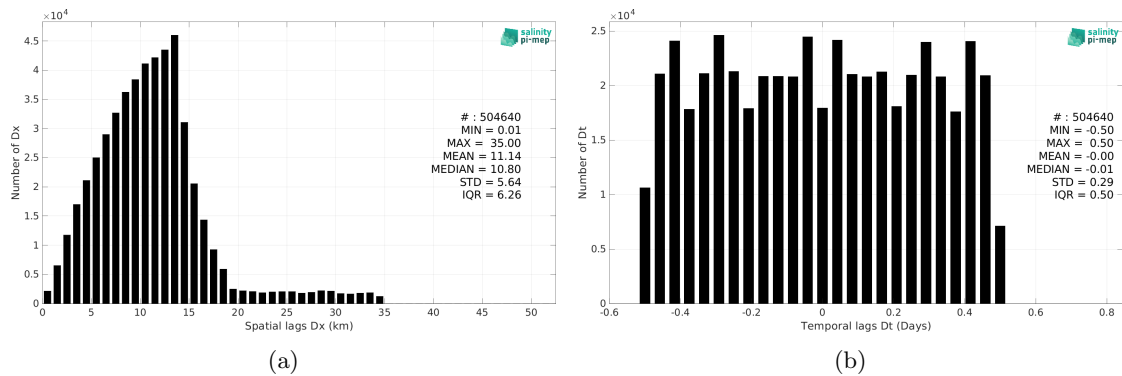 ×10⁴
4.5
4
3.5
3
2.5
2
1.5
1
0.5
0
Number of Dx
0 5 10 15 20 25 30 35 40 45 50
Spatial lags Dx (km)
salinity
pi-mep
# : 504640
MIN = 0.01
MAX = 35.00
MEAN = 11.14
MEDIAN = 10.80
STD = 5.64
IQR = 6.26
(a)
×10⁴
2.5
2
1.5
1
0.5
0
Number of Dt
-0.6 -0.4 -0.2 0 0.2 0.4 0.6 0.8
Temporal lags Dt (Days)
salinity
pi-mep
# : 504640
MIN = -0.50
MAX = 0.50
MEAN = -0.00
MEDIAN = -0.01
STD = 0.29
IQR = 0.50
(b)